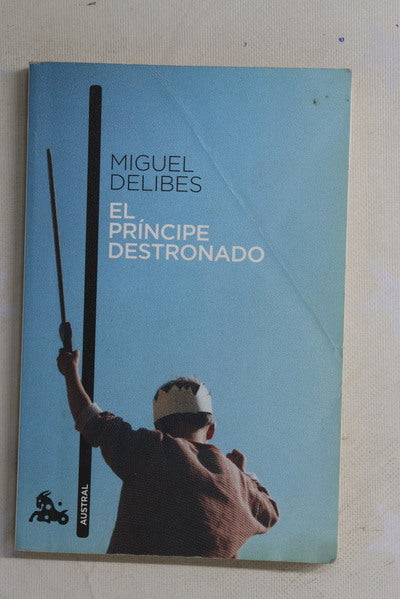 MIGUEL
DELIBES
EL
PRÍNCIPE
DESTRONADO
AUSTRAL